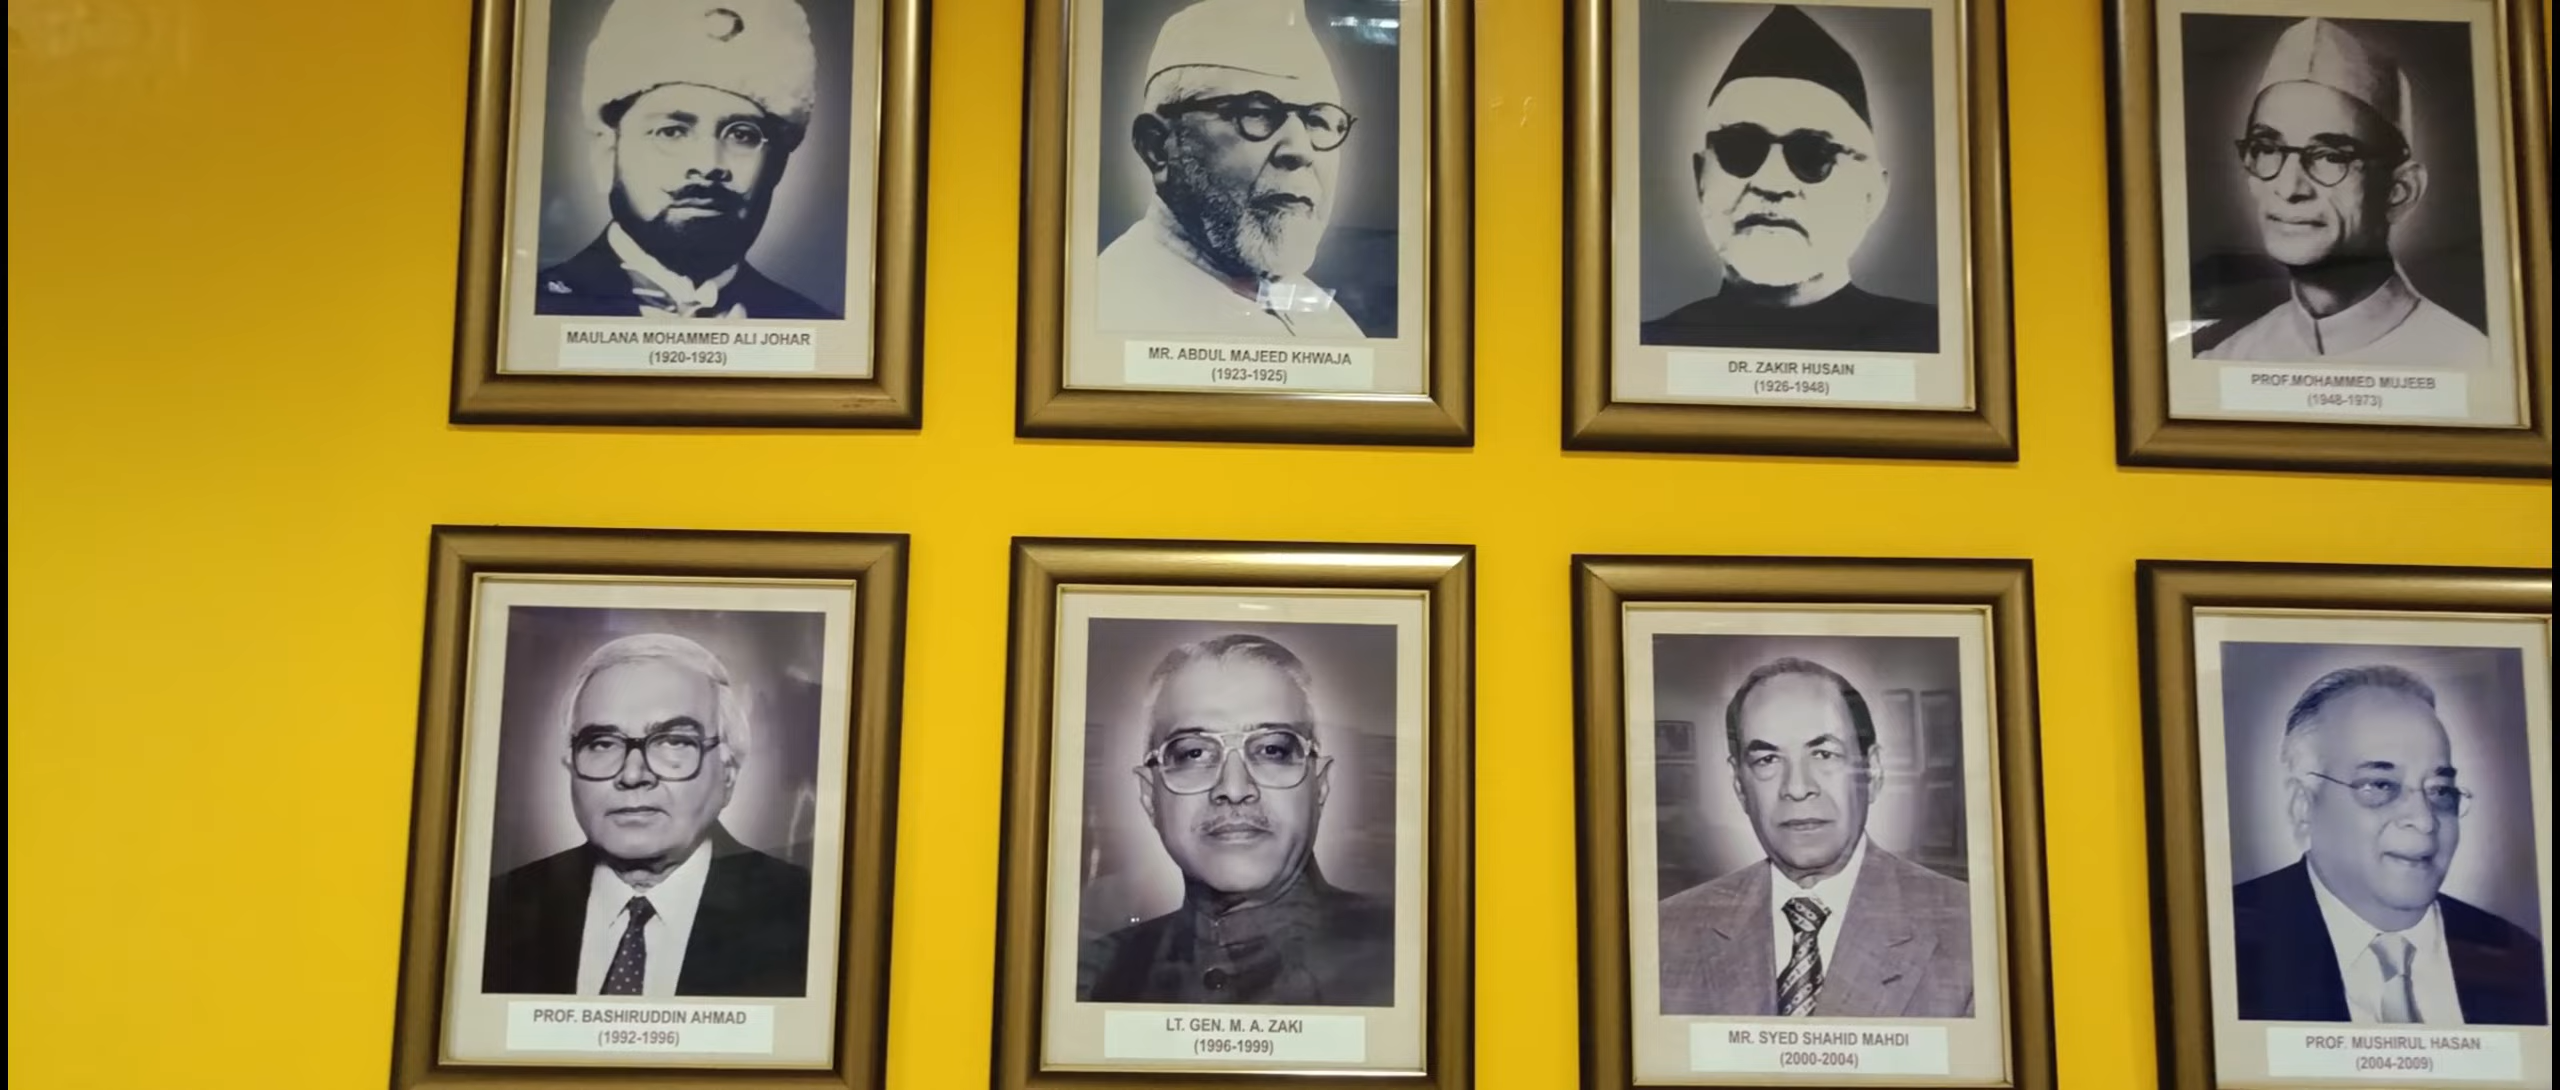 MAULANA MOHAMMED ALI JOHAR
(1920-1923)
MR. ABDUL MAJEED KHWAJA
(1923-1925)
DR. ZAKIR HUSAIN
(1926-1948)
PROF.MOHAMMED MUJEEB
(1948-1973)
PROF. BASHIRUDDIN AHMAD
(1992-1996)
LT. GEN. M. A. ZAKI
(1996-1999)
MR. SYED SHAHID MAHDI
(2000-2004)
PROF. MUSHIRUL HASAN
(2004-2009)